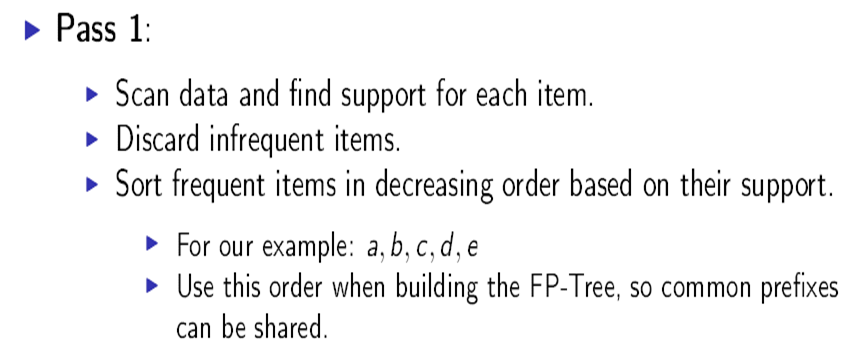 Pass 1:
Scan data and find support for each item.
Discard infrequent items.
Sort frequent items in decreasing order based on their support.
For our example: a, b, c, d, e
Use this order when building the FP-Tree, so common prefixes
can be shared.